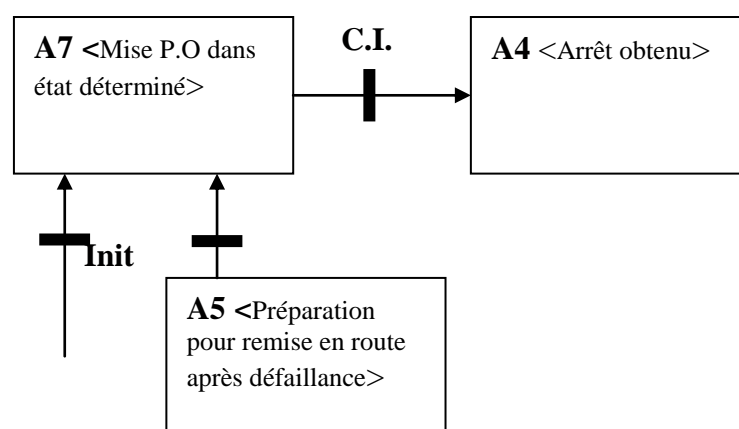 A7 <Mise P.O dans
état déterminé>
C.I.
A4 <Arrêt obtenu>
Init
A5 <Préparation
pour remise en route
après défaillance>